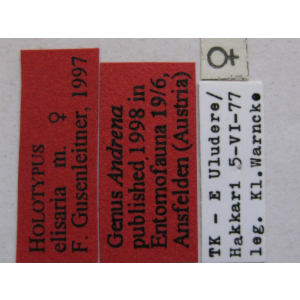 HOLOTYPUS
elisaria m. ♀
F. Gusenleitner, 1997
Genus Andrena
published 1998 in
Entomofauna 19/6,
Ansfelden (Austria)
♀
TK - E Uludere/
Hakkari 5-VI-77
leg. Kl.Warncke